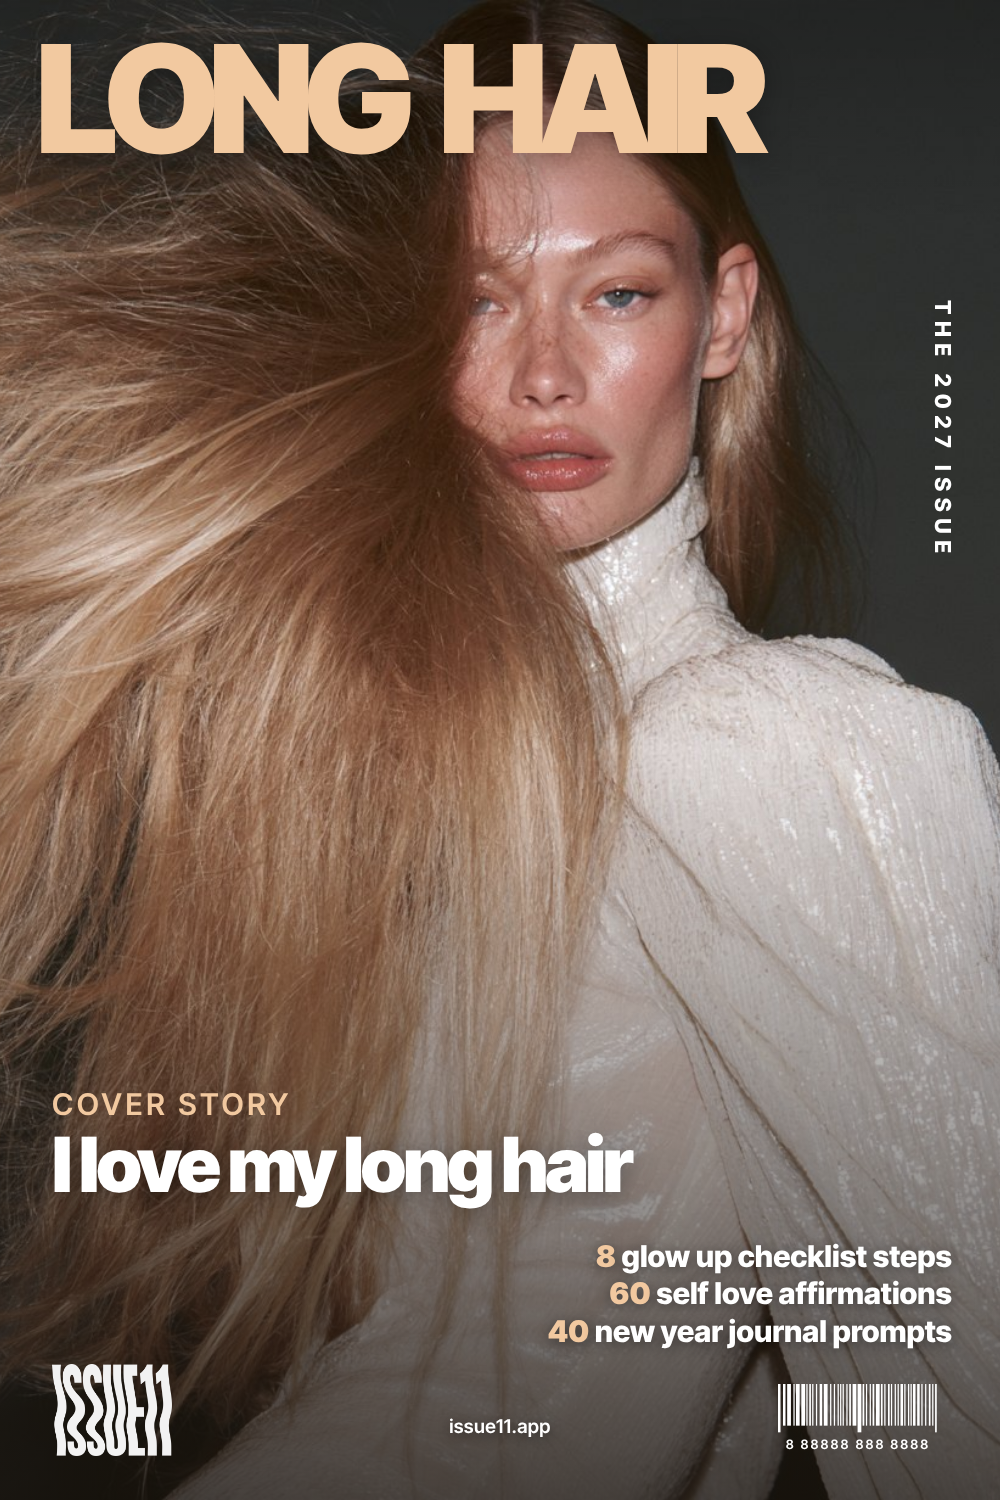 LONG HAIR
THE 2027 ISSUE
COVER STORY
I love my long hair
8 glow up checklist steps
60 self love affirmations
40 new year journal prompts
ISSUE11
issue11.app
8 88888 888 8888